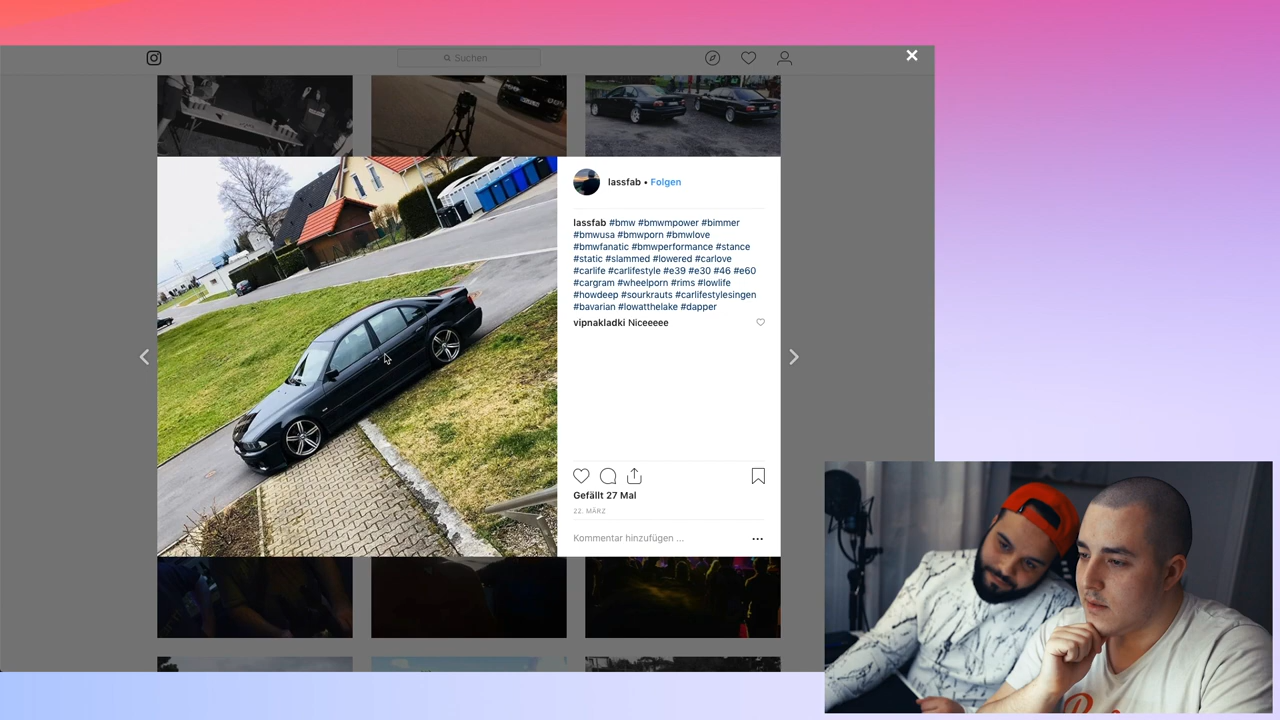 Suchen
lassfab • Folgen
lassfab #bmw #bmwmpower #bimmer
#bmwusa #bmwporn #bmwlove
#bmwfanatic #bmwperformance #stance
#static #slammed #lowered #carlove
#carlife #carlifestyle #e39 #e30 #46 #e60
#cargram #wheelporn #rims #lowlife
#howdeep #sourkrauts #carlifestylesingen
#bavarian #lowatthelake #dapper
vipnakladki Niceeeee
Gefällt 27 Mal
22. MÄRZ
Kommentar hinzufügen ...